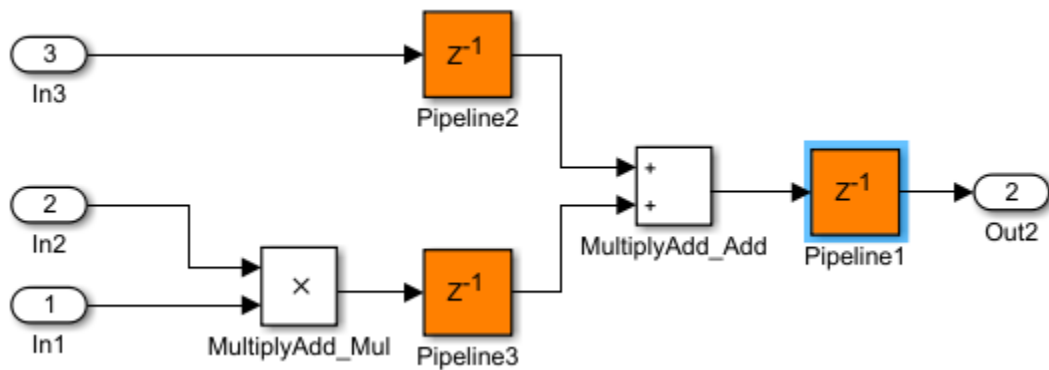 3
In3
Z-1
Pipeline2
2
In2
1
In1
×
MultiplyAdd_Mul
Z-1
Pipeline3
+
+
MultiplyAdd_Add
Z-1
Pipeline1
2
Out2